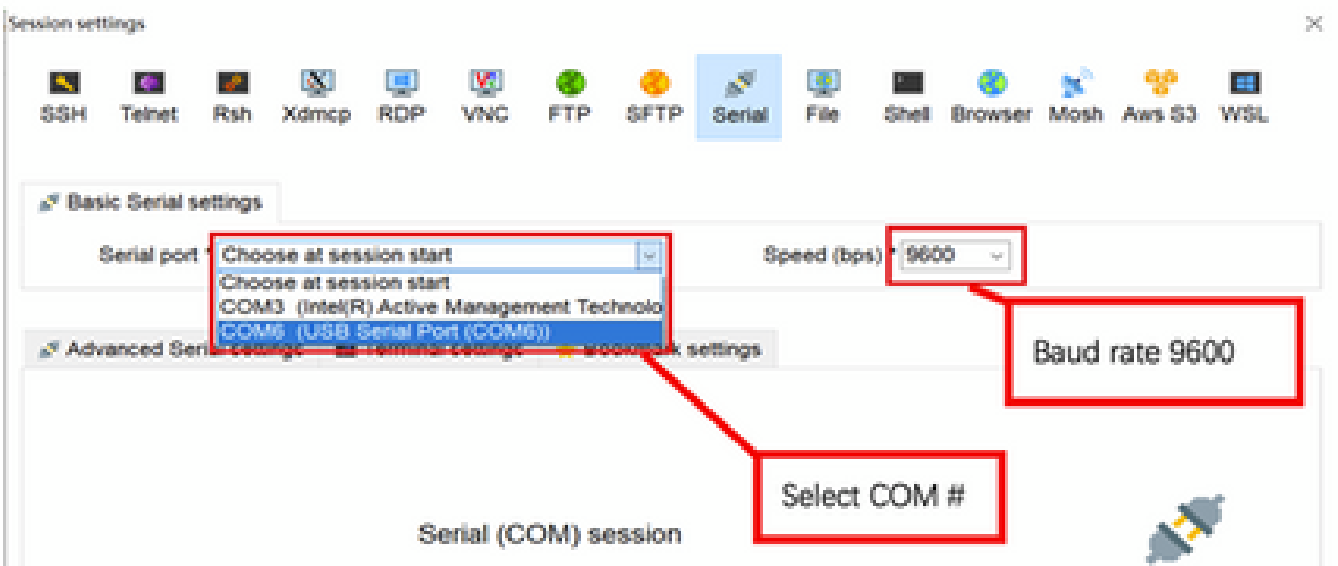 Session settings
SSH Telnet Rsh Xdmcp RDP VNC FTP SFTP Serial File Shell Browser Mosh Aws S3 WSL
Basic Serial settings
Serial port * Choose at session start Speed (bps) * 9600
Choose at session start
COM3 (Intel(R) Active Management Technolo
COM6 (USB Serial Port (COM6))
Advanced Serial settings Terminal settings Bookmark settings
Baud rate 9600
Select COM #
Serial (COM) session